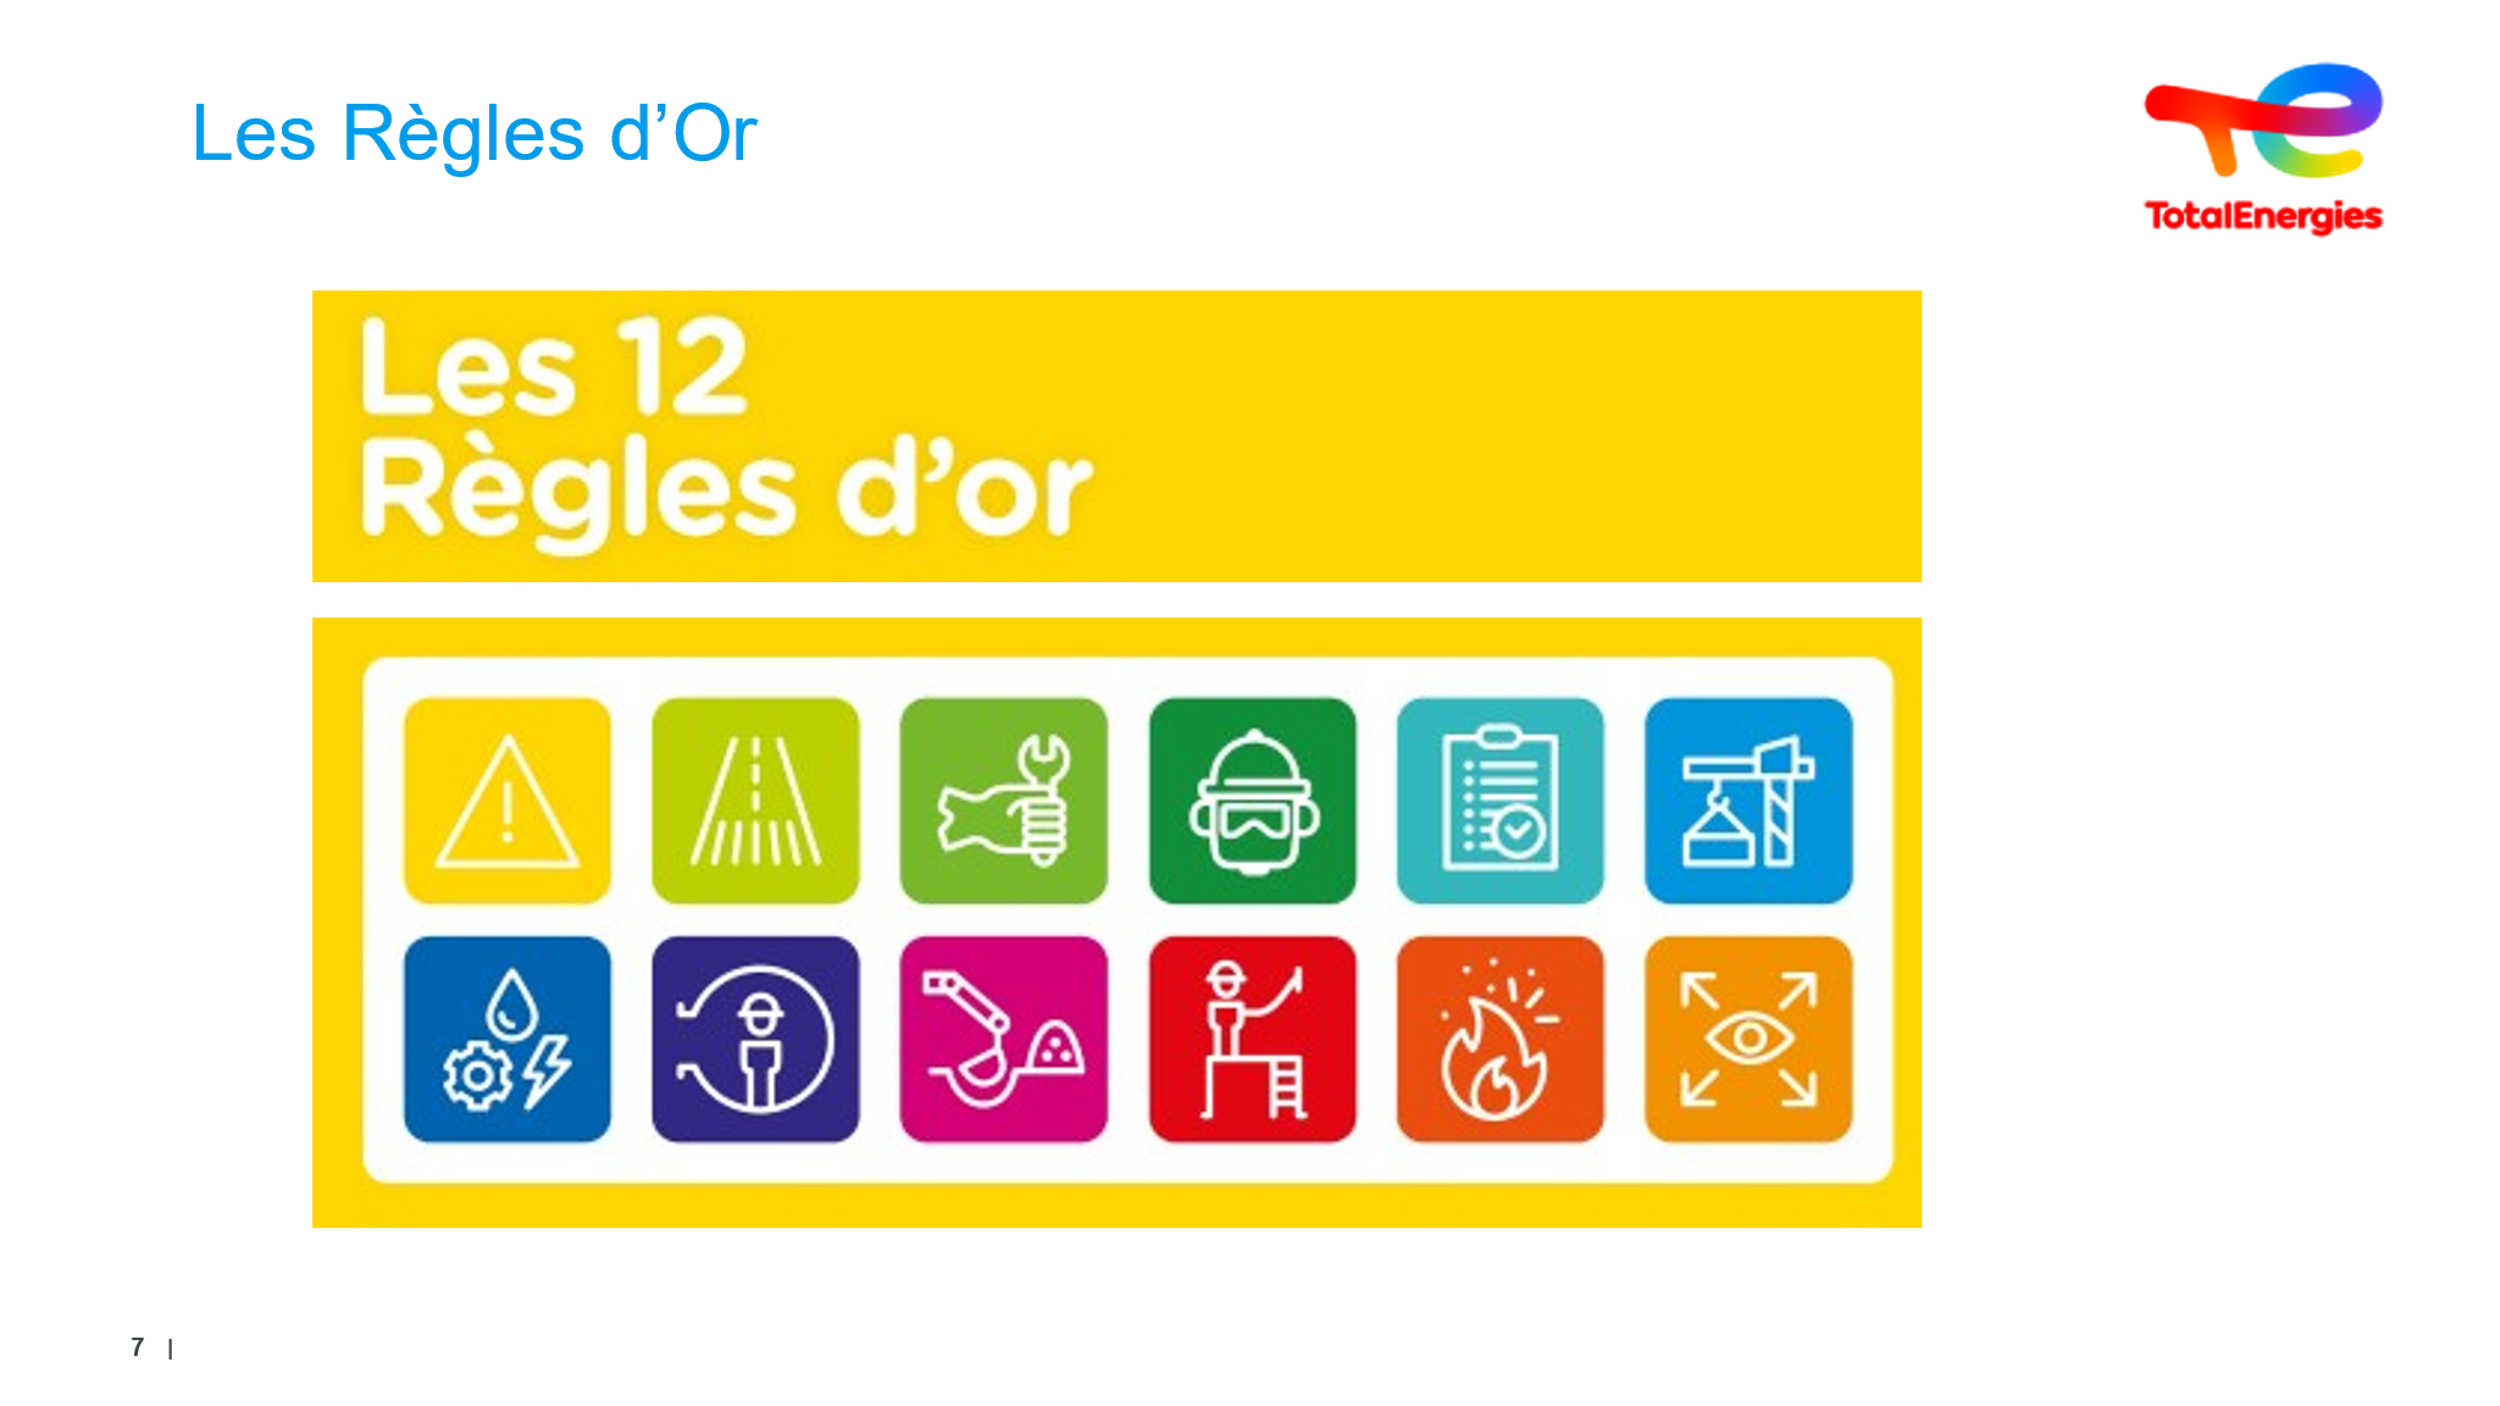 Les Règles d’Or
TotalEnergies
Les 12
Règles d’or
7 |